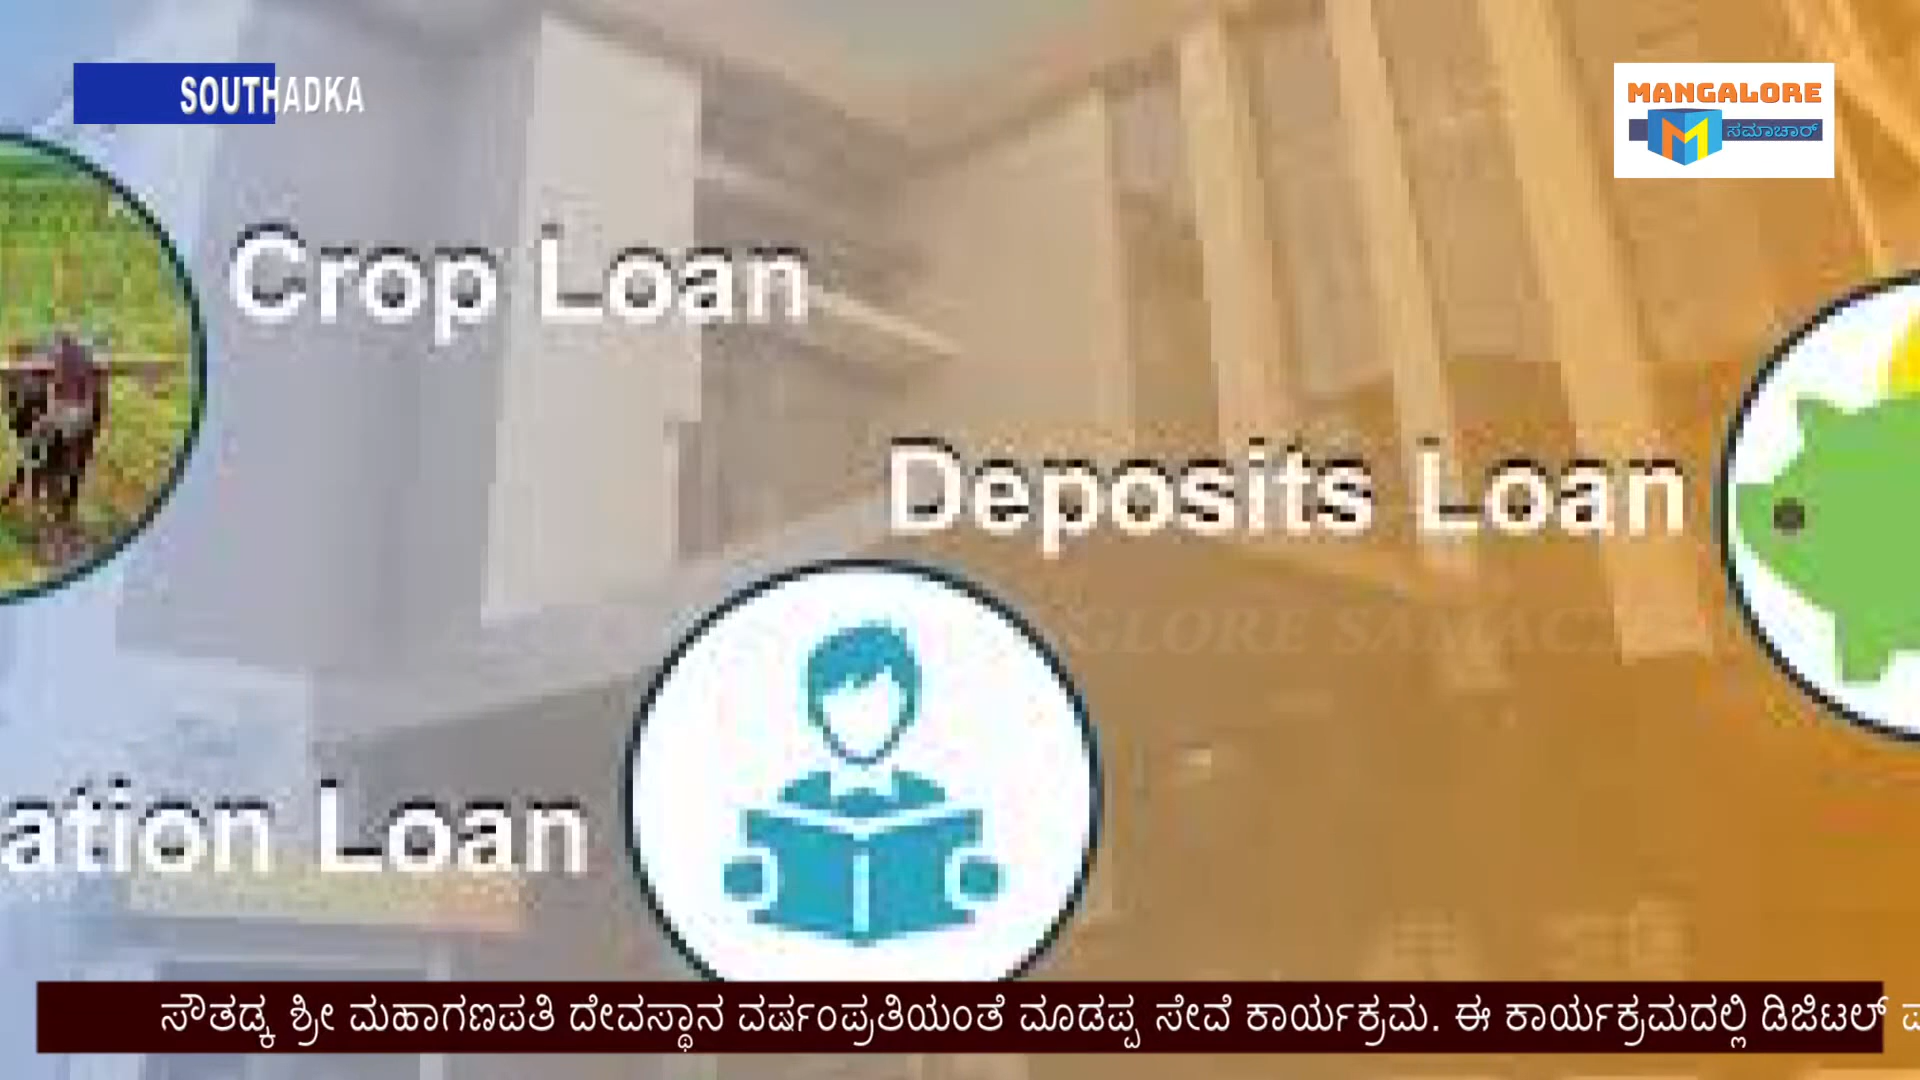 SOUTHADKA
MANGALORE
ಸಮಾಚಾರ್
Crop Loan
Deposits Loan
ation Loan
ಸೌತಡ್ಕ ಶ್ರೀ ಮಹಾಗಣಪತಿ ದೇವಸ್ಥಾನ ವರ್ಷಂಪ್ರತಿಯಂತೆ ಮೂಡಪ್ಪ ಸೇವೆ ಕಾರ್ಯಕ್ರಮ. ಈ ಕಾರ್ಯಕ್ರಮದಲ್ಲಿ ಡಿಜಿಟಲ್